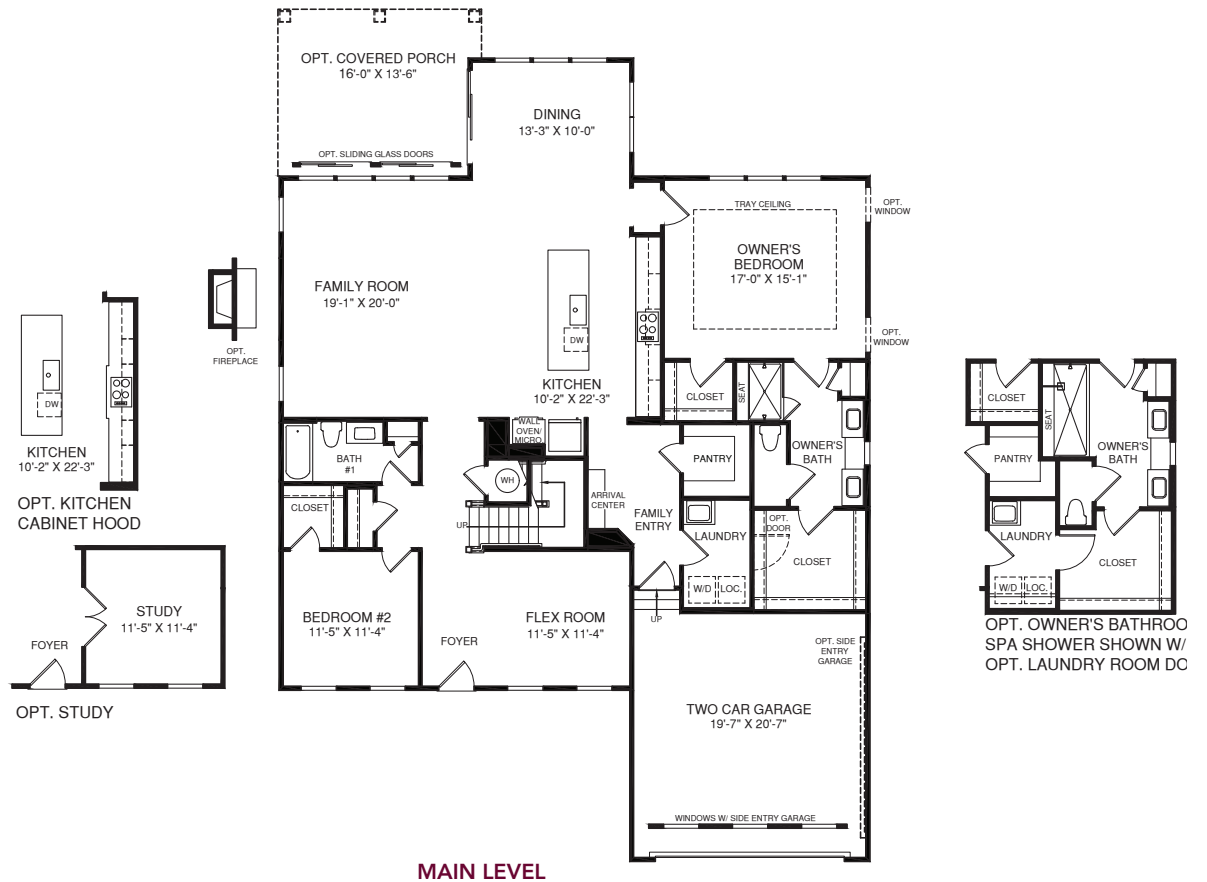 OPT. COVERED PORCH
16'-0" X 13'-6"
DINING
13'-3" X 10'-0"
OPT. SLIDING GLASS DOORS
TRAY CEILING
OPT.
WINDOW
OWNER'S
BEDROOM
17'-0" X 15'-1"
FAMILY ROOM
19'-1" X 20'-0"
OPT.
FIREPLACE
DW
OPT.
WINDOW
KITCHEN
10'-2" X 22'-3"
CLOSET
SEAT
WALL
OVEN/
MICRO.
BATH
#1
PANTRY
OWNER'S
BATH
WH
CLOSET
ARRIVAL
CENTER
FAMILY
ENTRY
UP
LAUNDRY
OPT.
DOOR
CLOSET
W/D
LOC.
BEDROOM #2
11'-5" X 11'-4"
FOYER
FLEX ROOM
11'-5" X 11'-4"
UP
OPT. SIDE
ENTRY
GARAGE
TWO CAR GARAGE
19'-7" X 20'-7"
WINDOWS W/ SIDE ENTRY GARAGE
MAIN LEVEL
DW
KITCHEN
10'-2" X 22'-3"
OPT. KITCHEN
CABINET HOOD
STUDY
11'-5" X 11'-4"
FOYER
OPT. STUDY
CLOSET
SEAT
PANTRY
OWNER'S
BATH
LAUNDRY
CLOSET
W/D
LOC.
OPT. OWNER'S BATHROO
SPA SHOWER SHOWN W/
OPT. LAUNDRY ROOM DO